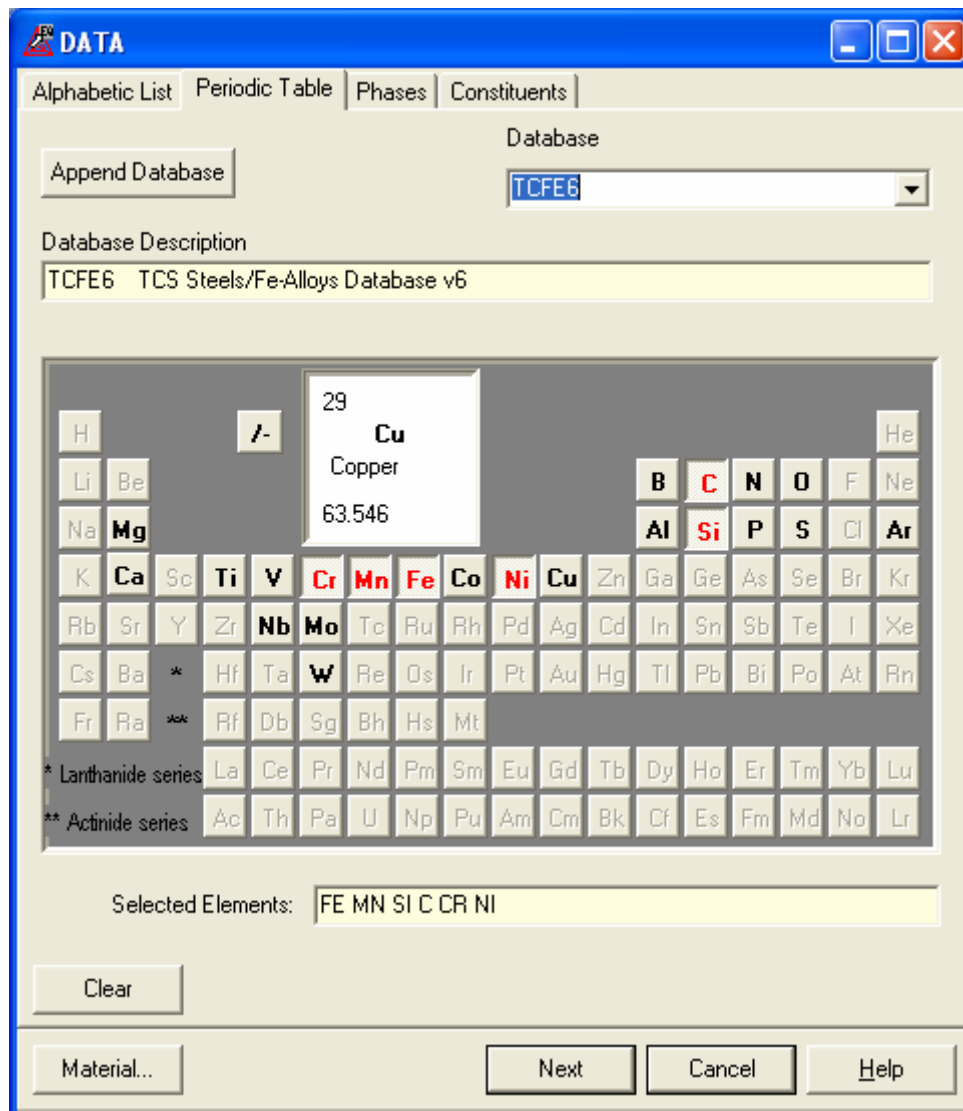 EQ DATA
Alphabetic List Periodic Table Phases Constituents
Database
Append Database
TCFE6
Database Description
TCFE6 TCS Steels/Fe-Alloys Database v6
29
Cu
Copper
63.546
H /- He
Li Be B C N O F Ne
Na Mg Al Si P S Cl Ar
K Ca Sc Ti V Cr Mn Fe Co Ni Cu Zn Ga Ge As Se Br Kr
Rb Sr Y Zr Nb Mo Tc Ru Rh Pd Ag Cd In Sn Sb Te I Xe
Cs Ba * Hf Ta W Re Os Ir Pt Au Hg Tl Pb Bi Po At Rn
Fr Ra ** Rf Db Sg Bh Hs Mt
* Lanthanide series La Ce Pr Nd Pm Sm Eu Gd Tb Dy Ho Er Tm Yb Lu
** Actinide series Ac Th Pa U Np Pu Am Cm Bk Cf Es Fm Md No Lr
Selected Elements: FE MN SI C CR NI
Clear
Material... Next Cancel Help